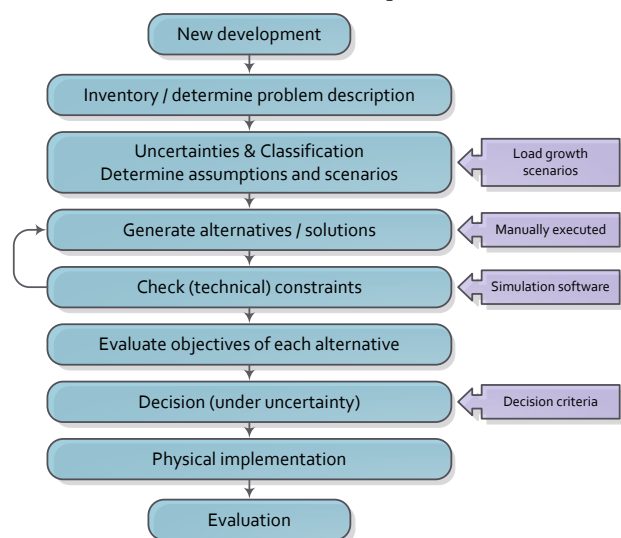 New development
Inventory / determine problem description
Uncertainties & Classification
Determine assumptions and scenarios
Load growth
scenarios
Generate alternatives / solutions
Manually executed
Check (technical) constraints
Simulation software
Evaluate objectives of each alternative
Decision (under uncertainty)
Decision criteria
Physical implementation
Evaluation